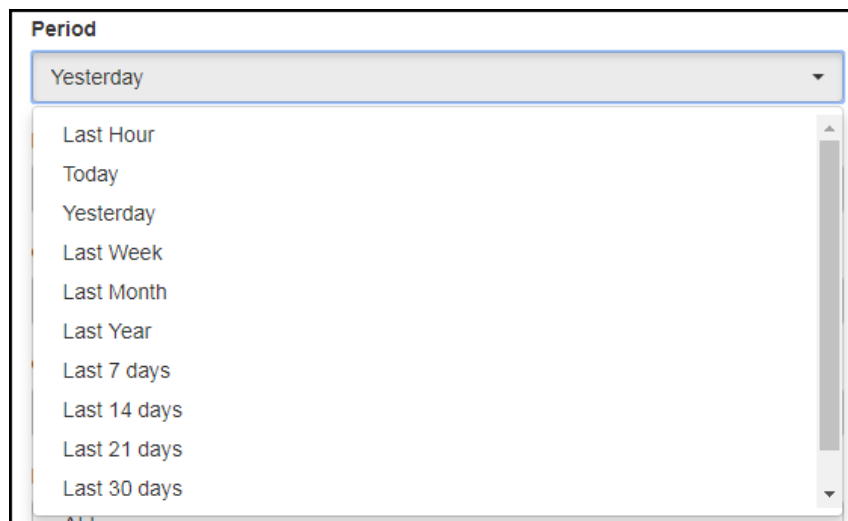 Period
Yesterday
Last Hour
Today
Yesterday
Last Week
Last Month
Last Year
Last 7 days
Last 14 days
Last 21 days
Last 30 days